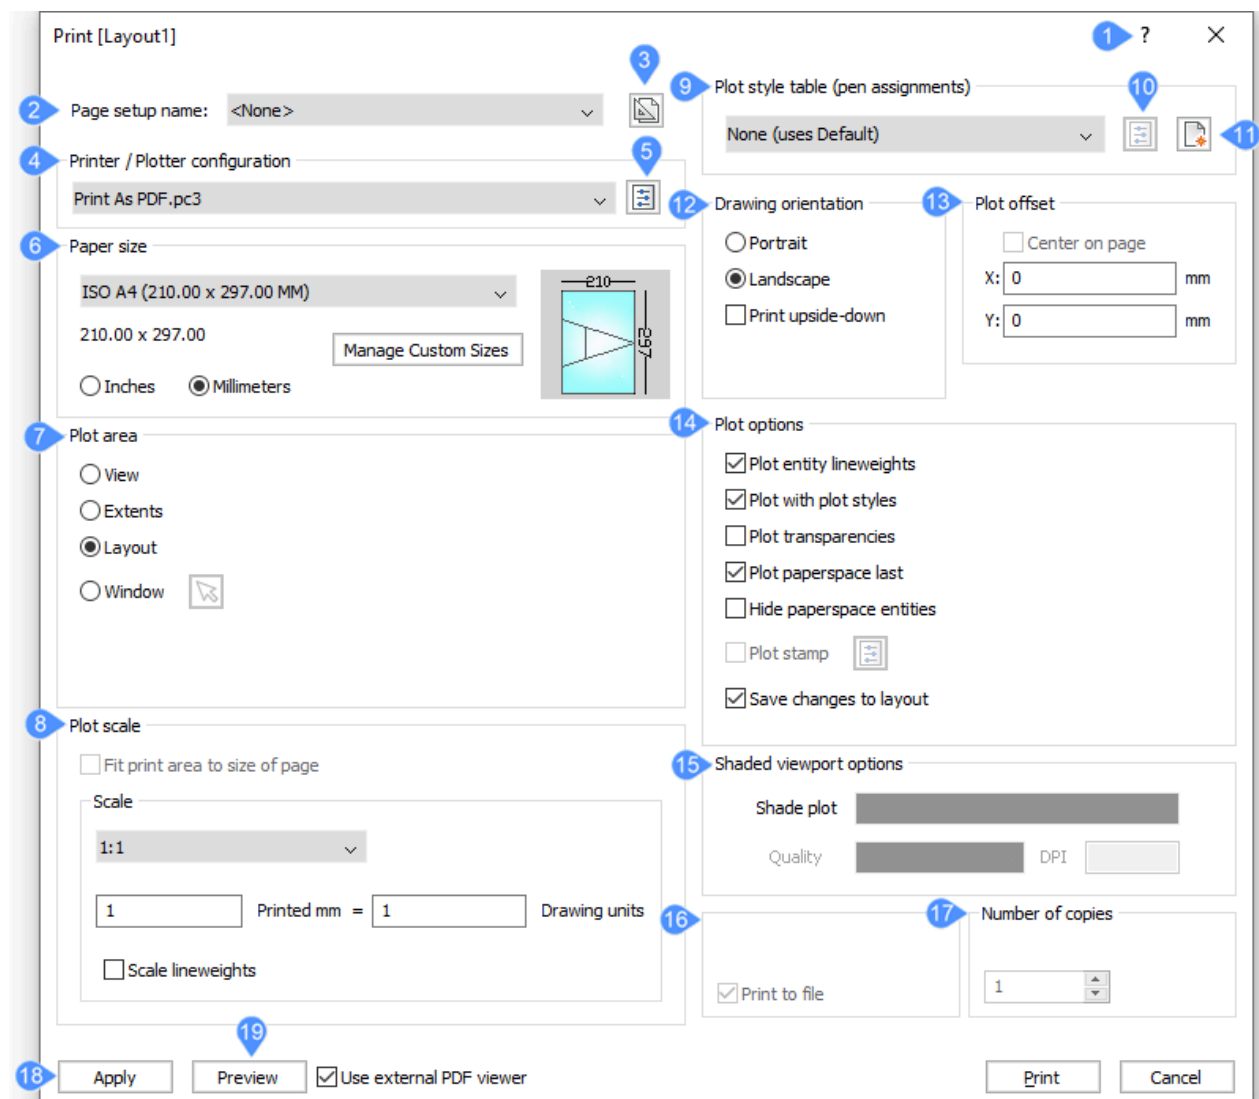 Print [Layout1]
1
?
2
Page setup name:
<None>
3
4
Printer / Plotter configuration
5
Print As PDF.pc3
6
Paper size
ISO A4 (210.00 x 297.00 MM)
210.00 x 297.00
Manage Custom Sizes
Inches
Millimeters
210
297
7
Plot area
View
Extents
Layout
Window
8
Plot scale
Fit print area to size of page
Scale
1:1
1
Printed mm
=
1
Drawing units
Scale lineweights
9
Plot style table (pen assignments)
10
None (uses Default)
11
12
Drawing orientation
Portrait
Landscape
Print upside-down
13
Plot offset
Center on page
X:
0
mm
Y:
0
mm
14
Plot options
Plot entity lineweights
Plot with plot styles
Plot transparencies
Plot paperspace last
Hide paperspace entities
Plot stamp
Save changes to layout
15
Shaded viewport options
Shade plot
Quality
DPI
16
Print to file
17
Number of copies
1
18
Apply
19
Preview
Use external PDF viewer
Print
Cancel